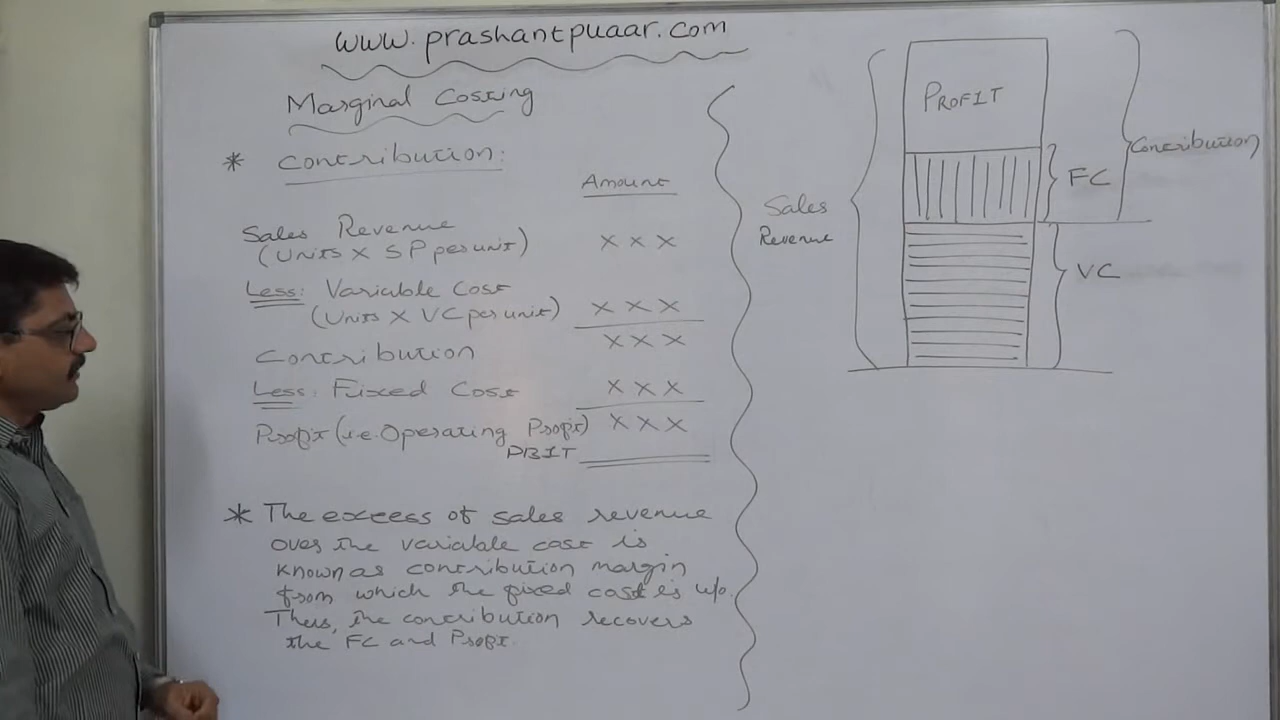 www.prashantpuaar.com
Marginal Costing
* Contribution:
Amount
Sales Revenue
(Units X SP per unit) X X X
Less: Variable Cost
(Units X VC per unit) X X X
Contribution X X X
Less: Fixed Cost X X X
Profit (i.e. Operating Profit) X X X
PBIT
* The excess of sales revenue
over the variable cost is
known as contribution margin
from which the fixed cost is w/o.
Thus, the contribution recovers
the FC and Profit.
PROFIT
Contribution
FC
Sales
Revenue
VC